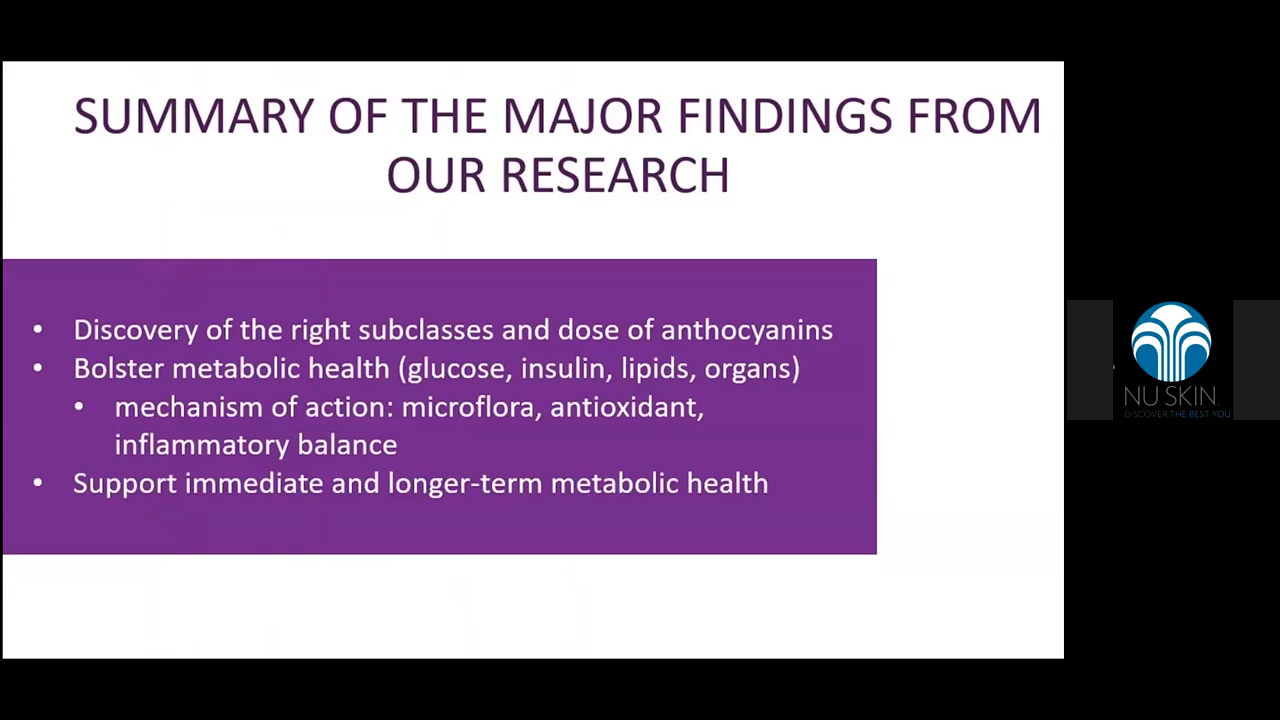 SUMMARY OF THE MAJOR FINDINGS FROM
OUR RESEARCH
• Discovery of the right subclasses and dose of anthocyanins
• Bolster metabolic health (glucose, insulin, lipids, organs)
• mechanism of action: microflora, antioxidant,
inflammatory balance
• Support immediate and longer-term metabolic health
NU SKIN.
DISCOVER THE BEST YOU